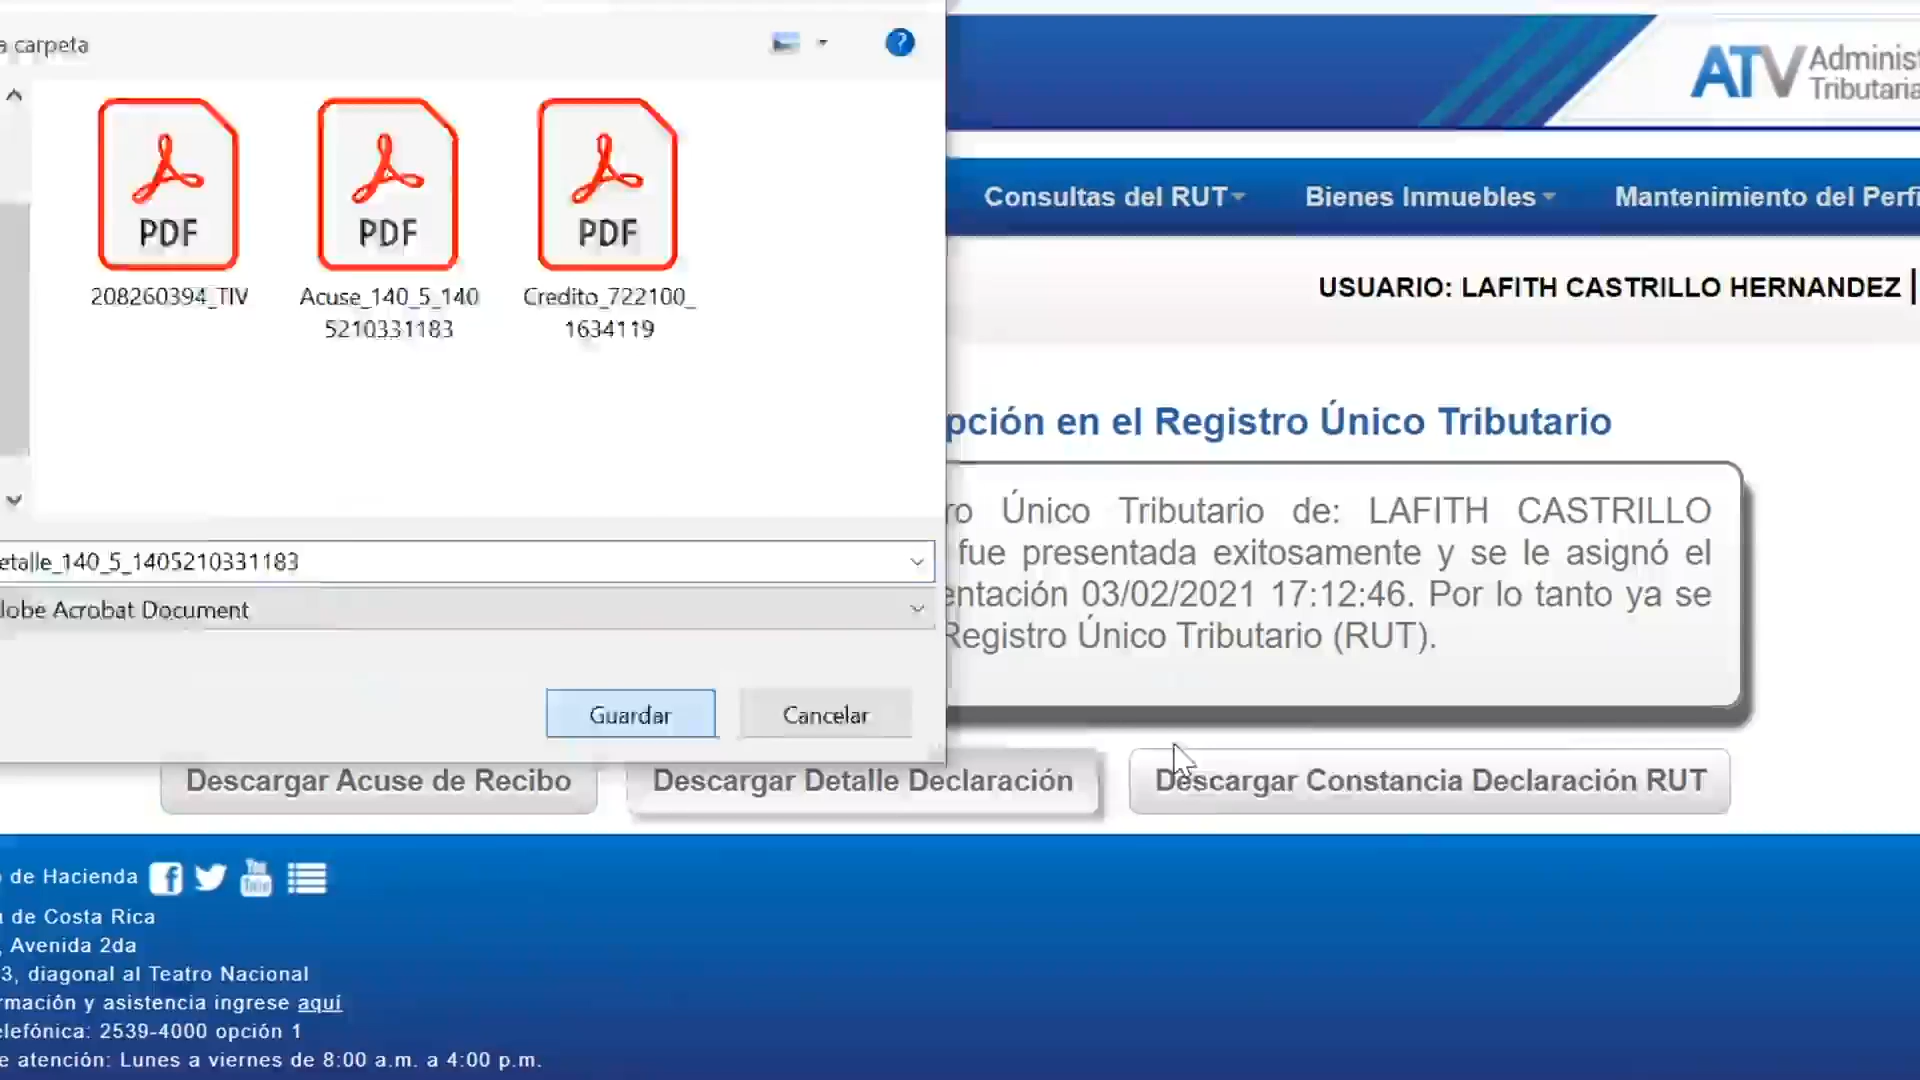 a carpeta
PDF
PDF
PDF
208260394_TIV
Acuse_140_5_140
5210331183
Credito_722100_
1634119
etalle_140_5_1405210331183
dobe Acrobat Document
Guardar
Cancelar
ATV Administ
Tributaria
Consultas del RUT
Bienes Inmuebles
Mantenimiento del Perfi
USUARIO: LAFITH CASTRILLO HERNANDEZ |
pción en el Registro Único Tributario
ro Único Tributario de: LAFITH CASTRILLO
fue presentada exitosamente y se le asignó el
entación 03/02/2021 17:12:46. Por lo tanto ya se
Registro Único Tributario (RUT).
Descargar Acuse de Recibo
Descargar Detalle Declaración
Descargar Constancia Declaración RUT
de Hacienda
You Tube
a de Costa Rica
, Avenida 2da
3, diagonal al Teatro Nacional
rmación y asistencia ingrese aquí
elefónica: 2539-4000 opción 1
e atención: Lunes a viernes de 8:00 a.m. a 4:00 p.m.